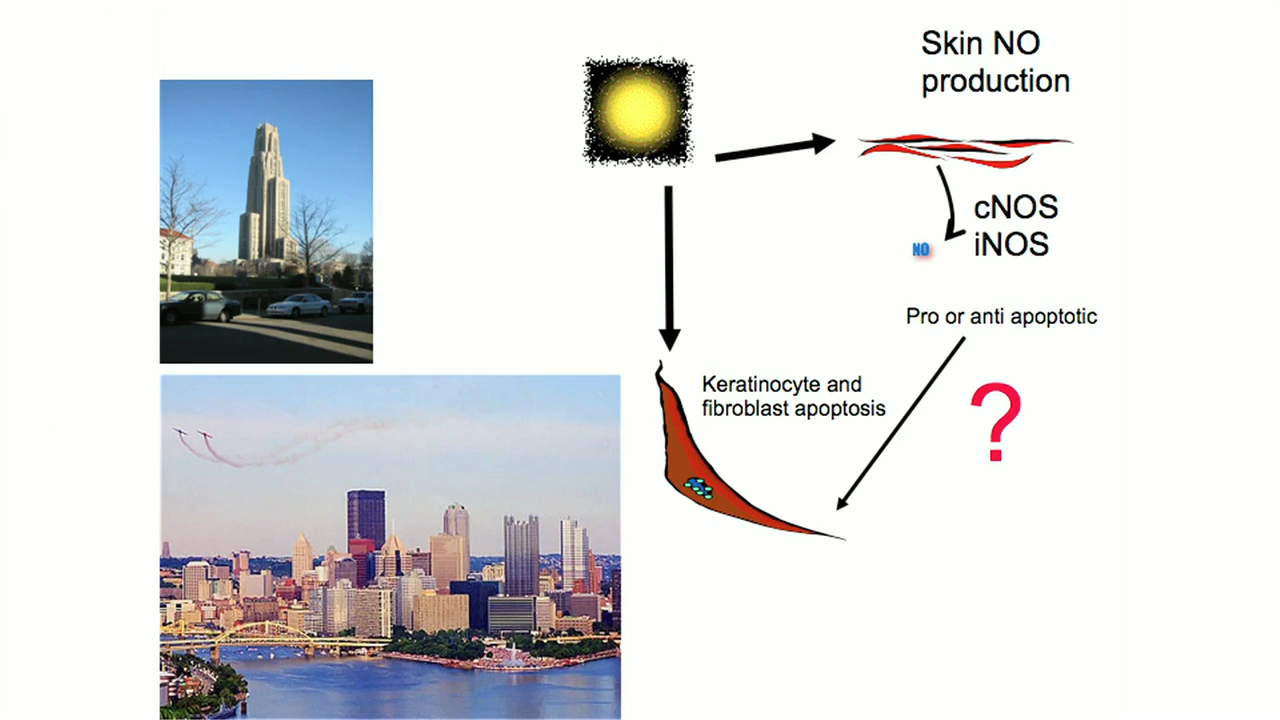 Skin NO
production
cNOS
iNOS
NO
Pro or anti apoptotic
Keratinocyte and
fibroblast apoptosis
?